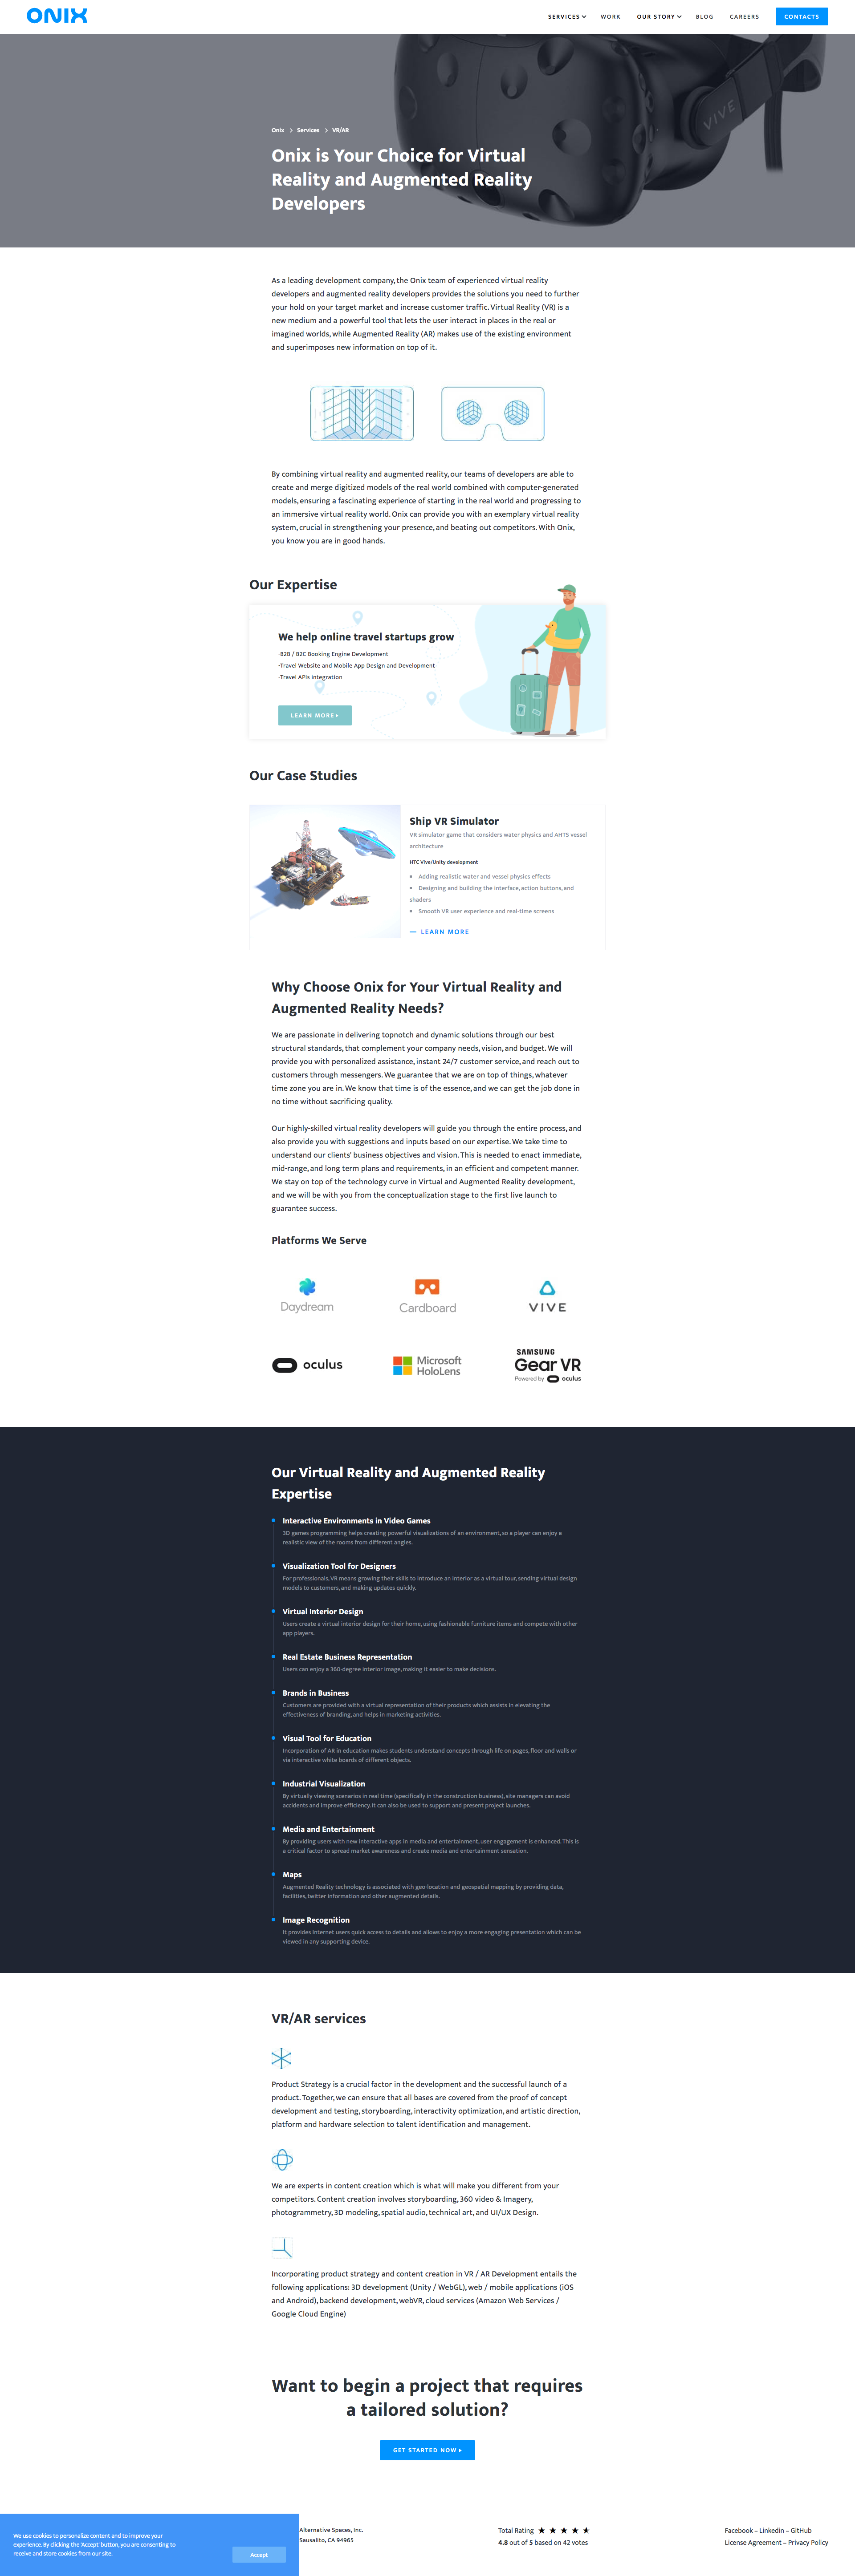 ONIX
SERVICES WORK OUR STORY BLOG CAREERS CONTACTS
VIVE
Onix > Services > VR/AR
Onix is Your Choice for Virtual
Reality and Augmented Reality
Developers
As a leading development company, the Onix team of experienced virtual reality
developers and augmented reality developers provides the solutions you need to further
your hold on your target market and increase customer traffic. Virtual Reality (VR) is a
new medium and a powerful tool that lets the user interact in places in the real or
imagined worlds, while Augmented Reality (AR) makes use of the existing environment
and superimposes new information on top of it.
By combining virtual reality and augmented reality, our teams of developers are able to
create and merge digitized models of the real world combined with computer-generated
models, ensuring a fascinating experience of starting in the real world and progressing to
an immersive virtual reality world. Onix can provide you with an exemplary virtual reality
system, crucial in strengthening your presence, and beating out competitors. With Onix,
you know you are in good hands.
Our Expertise
We help online travel startups grow
-B2B / B2C Booking Engine Development
-Travel Website and Mobile App Design and Development
-Travel APIs integration
LEARN MORE
Our Case Studies
Ship VR Simulator
VR simulator game that considers water physics and AHTS vessel
architecture
HTC Vive/Unity development
• Adding realistic water and vessel physics effects
• Designing and building the interface, action buttons, and
shaders
• Smooth VR user experience and real-time screens
— LEARN MORE
Why Choose Onix for Your Virtual Reality and
Augmented Reality Needs?
We are passionate in delivering topnotch and dynamic solutions through our best
structural standards, that complement your company needs, vision, and budget. We will
provide you with personalized assistance, instant 24/7 customer service, and reach out to
customers through messengers. We guarantee that we are on top of things, whatever
time zone you are in. We know that time is of the essence, and we can get the job done in
no time without sacrificing quality.
Our highly-skilled virtual reality developers will guide you through the entire process, and
also provide you with suggestions and inputs based on our expertise. We take time to
understand our clients' business objectives and vision. This is needed to enact immediate,
mid-range, and long term plans and requirements, in an efficient and competent manner.
We stay on top of the technology curve in Virtual and Augmented Reality development,
and we will be with you from the conceptualization stage to the first live launch to
guarantee success.
Platforms We Serve
Daydream
Cardboard
VIVE
oculus
Microsoft
HoloLens
SAMSUNG
Gear VR
Powered by oculus
Our Virtual Reality and Augmented Reality
Expertise
Interactive Environments in Video Games
3D games programming helps creating powerful visualizations of an environment, so a player can enjoy a
realistic view of the rooms from different angles.
Visualization Tool for Designers
For professionals, VR means growing their skills to introduce an interior as a virtual tour, sending virtual design
models to customers, and making updates quickly.
Virtual Interior Design
Users create a virtual interior design for their home, using fashionable furniture items and compete with other
app players.
Real Estate Business Representation
Users can enjoy a 360-degree interior image, making it easier to make decisions.
Brands in Business
Customers are provided with a virtual representation of their products which assists in elevating the
effectiveness of branding, and helps in marketing activities.
Visual Tool for Education
Incorporation of AR in education makes students understand concepts through life on pages, floor and walls or
via interactive white boards of different objects.
Industrial Visualization
By virtually viewing scenarios in real time (specifically in the construction business), site managers can avoid
accidents and improve efficiency. It can also be used to support and present project launches.
Media and Entertainment
By providing users with new interactive apps in media and entertainment, user engagement is enhanced. This is
a critical factor to spread market awareness and create media and entertainment sensation.
Maps
Augmented Reality technology is associated with geo-location and geospatial mapping by providing data,
facilities, twitter information and other augmented details.
Image Recognition
It provides Internet users quick access to details and allows to enjoy a more engaging presentation which can be
viewed in any supporting device.
VR/AR services
Product Strategy is a crucial factor in the development and the successful launch of a
product. Together, we can ensure that all bases are covered from the proof of concept
development and testing, storyboarding, interactivity optimization, and artistic direction,
platform and hardware selection to talent identification and management.
We are experts in content creation which is what will make you different from your
competitors. Content creation involves storyboarding, 360 video & Imagery,
photogrammetry, 3D modeling, spatial audio, technical art, and UI/UX Design.
Incorporating product strategy and content creation in VR / AR Development entails the
following applications: 3D development (Unity / WebGL), web / mobile applications (iOS
and Android), backend development, webVR, cloud services (Amazon Web Services /
Google Cloud Engine)
Want to begin a project that requires
a tailored solution?
GET STARTED NOW
We use cookies to personalize content and to improve your
experience. By clicking the 'Accept' button, you are consenting to
receive and store cookies from our site.
Accept
Alternative Spaces, Inc.
Sausalito, CA 94965
Total Rating
4.8 out of 5 based on 42 votes
Facebook – Linkedin – GitHub
License Agreement – Privacy Policy